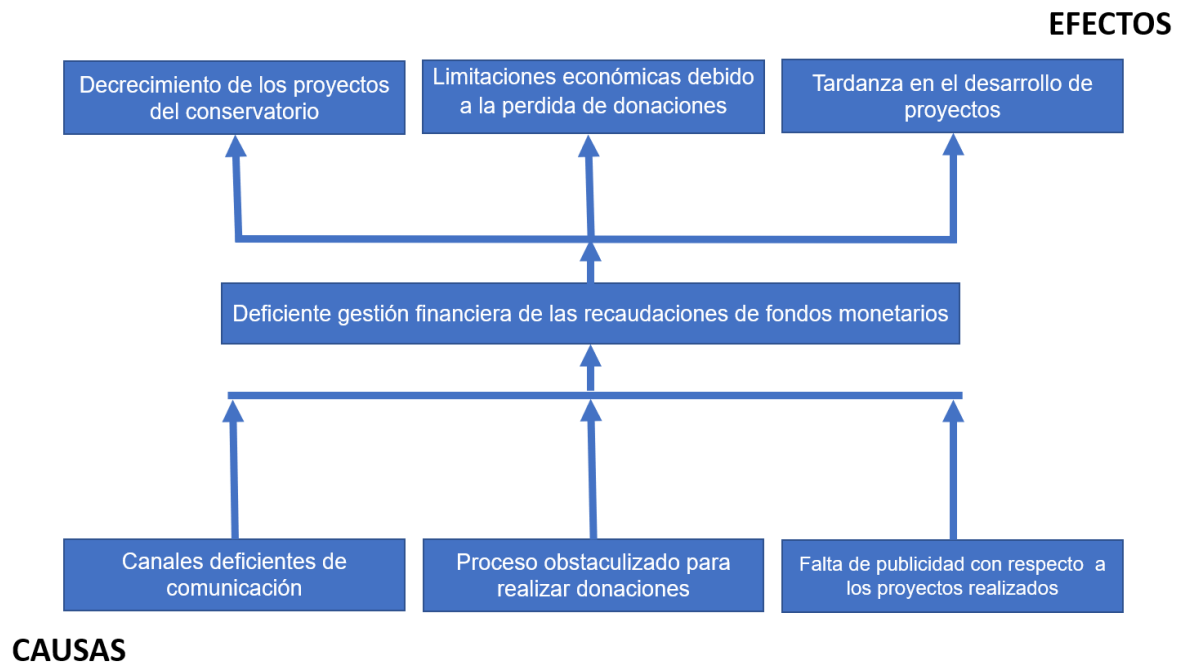 EFECTOS
Decrecimiento de los proyectos
del conservatorio
Limitaciones económicas debido
a la perdida de donaciones
Tardanza en el desarrollo de
proyectos
Deficiente gestión financiera de las recaudaciones de fondos monetarios
Canales deficientes de
comunicación
Proceso obstaculizado para
realizar donaciones
Falta de publicidad con respecto a
los proyectos realizados
CAUSAS